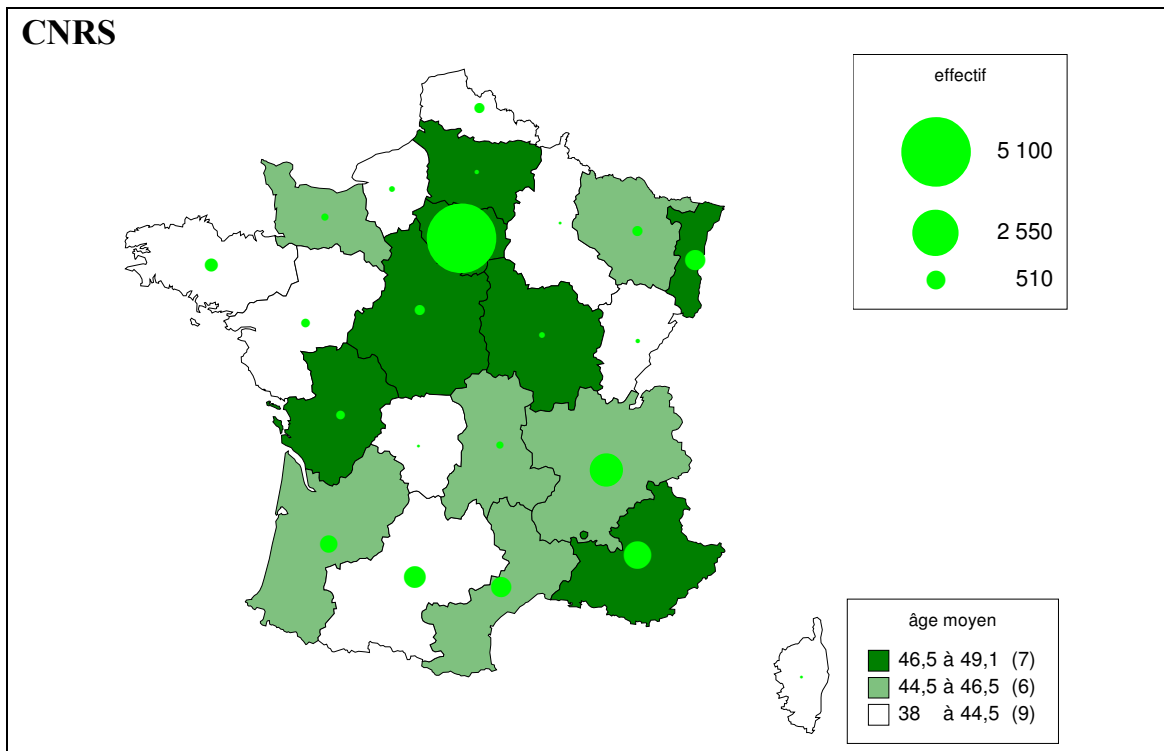 CNRS
effectif
5 100
2 550
510
âge moyen
46,5 à 49,1 (7)
44,5 à 46,5 (6)
38 à 44,5 (9)